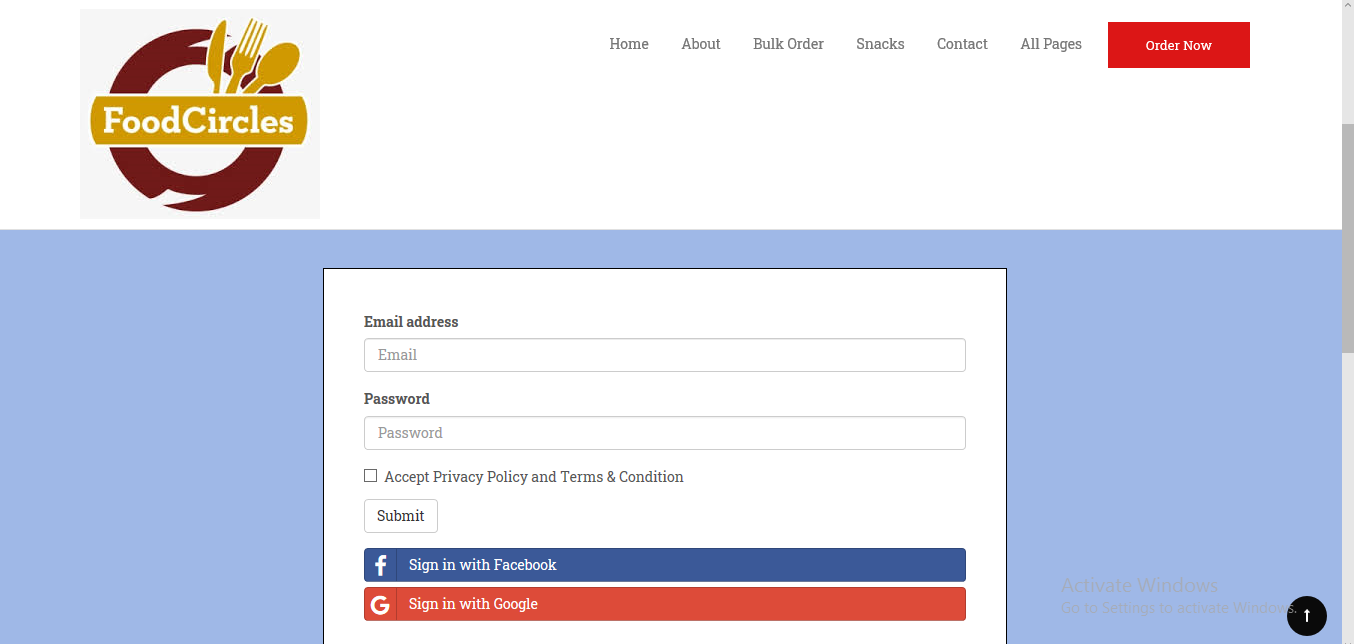 FoodCircles
Home About Bulk Order Snacks Contact All Pages Order Now
Email address
Email
Password
Password
Accept Privacy Policy and Terms & Condition
Submit
f Sign in with Facebook
G Sign in with Google
Activate Windows
Go to Settings to activate Windows.